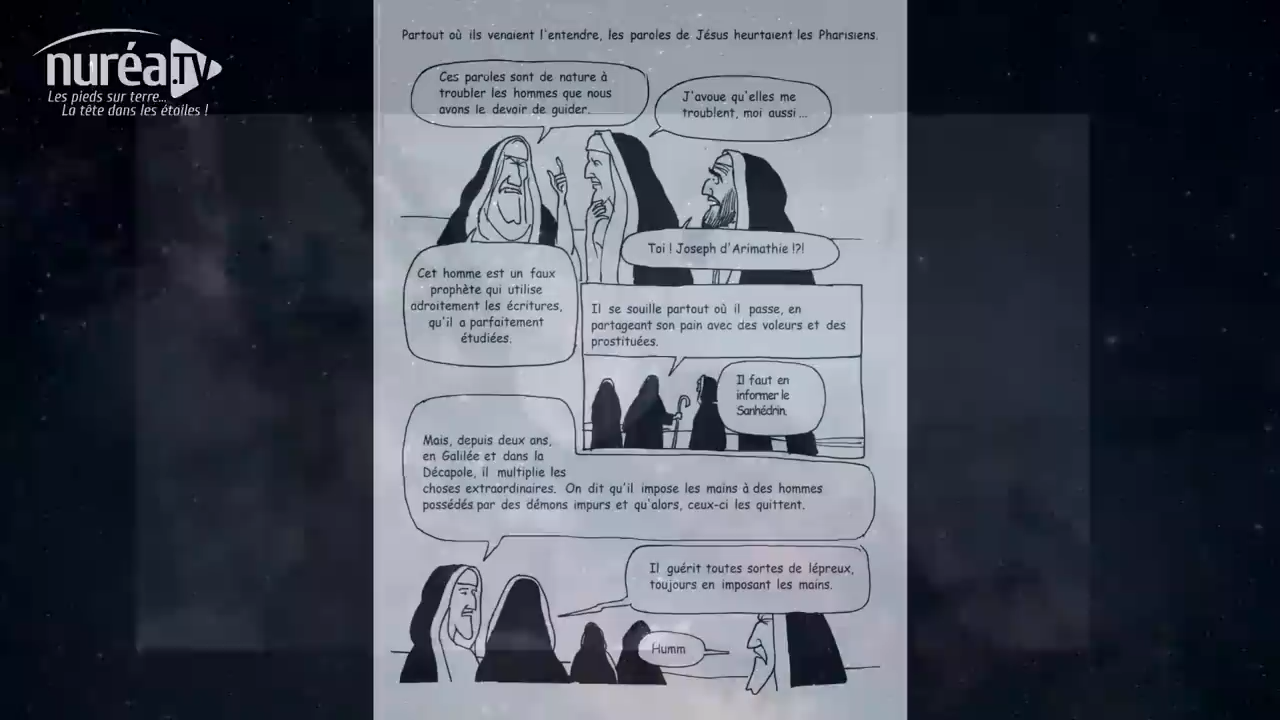 nuréa.TV
Les pieds sur terre...
La tête dans les étoiles !
Partout où ils venaient l'entendre, les paroles de Jésus heurtaient les Pharisiens.
Ces paroles sont de nature à
troubler les hommes que nous
avons le devoir de guider.
J'avoue qu'elles me
troublent, moi aussi...
Toi ! Joseph d'Arimathie !?!
Cet homme est un faux
prophète qui utilise
adroitement les écritures,
qu'il a parfaitement
étudiées.
Il se souille partout où il passe, en
partageant son pain avec des voleurs et des
prostituées.
Il faut en
informer le
Sanhédrin.
Mais, depuis deux ans,
en Galilée et dans la
Décapole, il multiplie les
choses extraordinaires. On dit qu'il impose les mains à des hommes
possédés par des démons impurs et qu'alors, ceux-ci les quittent.
Il guérit toutes sortes de lépreux,
toujours en imposant les mains.
Humm